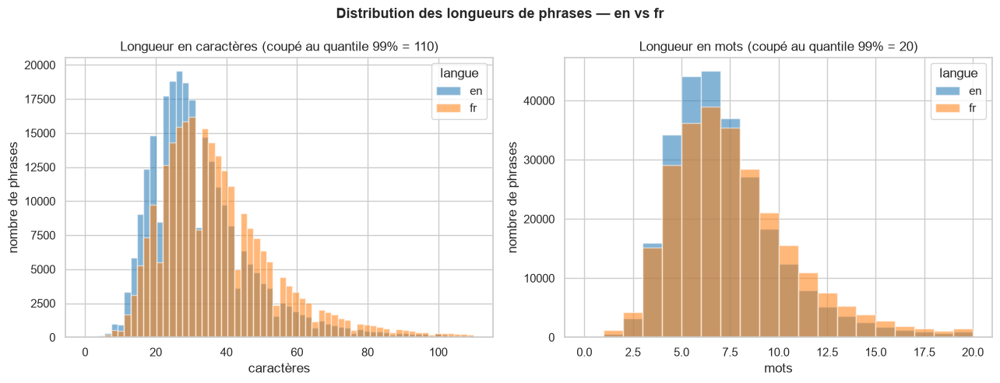 Distribution des longueurs de phrases — en vs fr
Longueur en caractères (coupé au quantile 99% = 110)
20000
17500
15000
12500
10000
7500
5000
2500
0
nombre de phrases
langue
en
fr
0 20 40 60 80 100
caractères
Longueur en mots (coupé au quantile 99% = 20)
40000
30000
20000
10000
0
nombre de phrases
langue
en
fr
0.0 2.5 5.0 7.5 10.0 12.5 15.0 17.5 20.0
mots